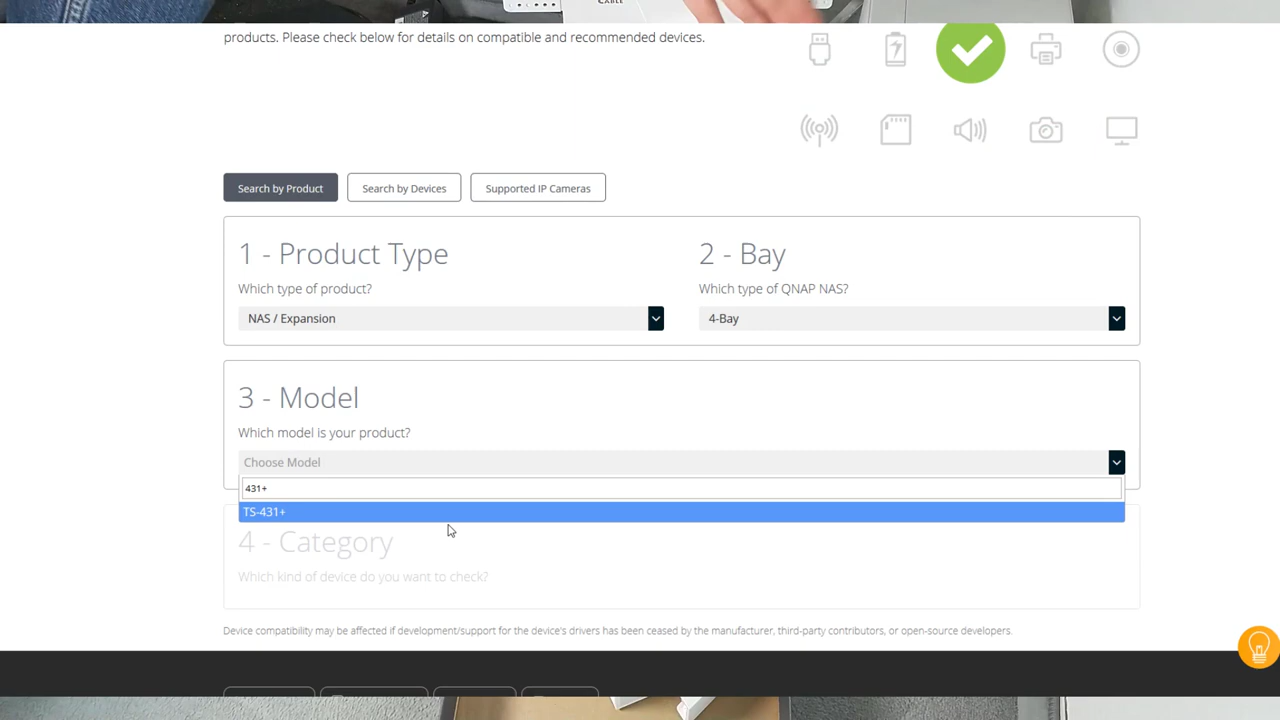 CABLE
products. Please check below for details on compatible and recommended devices.
Search by Product
Search by Devices
Supported IP Cameras
1 - Product Type
Which type of product?
NAS / Expansion
2 - Bay
Which type of QNAP NAS?
4-Bay
3 - Model
Which model is your product?
Choose Model
431+
TS-431+
4 - Category
Which kind of device do you want to check?
Device compatibility may be affected if development/support for the device's drivers has been ceased by the manufacturer, third-party contributors, or open-source developers.